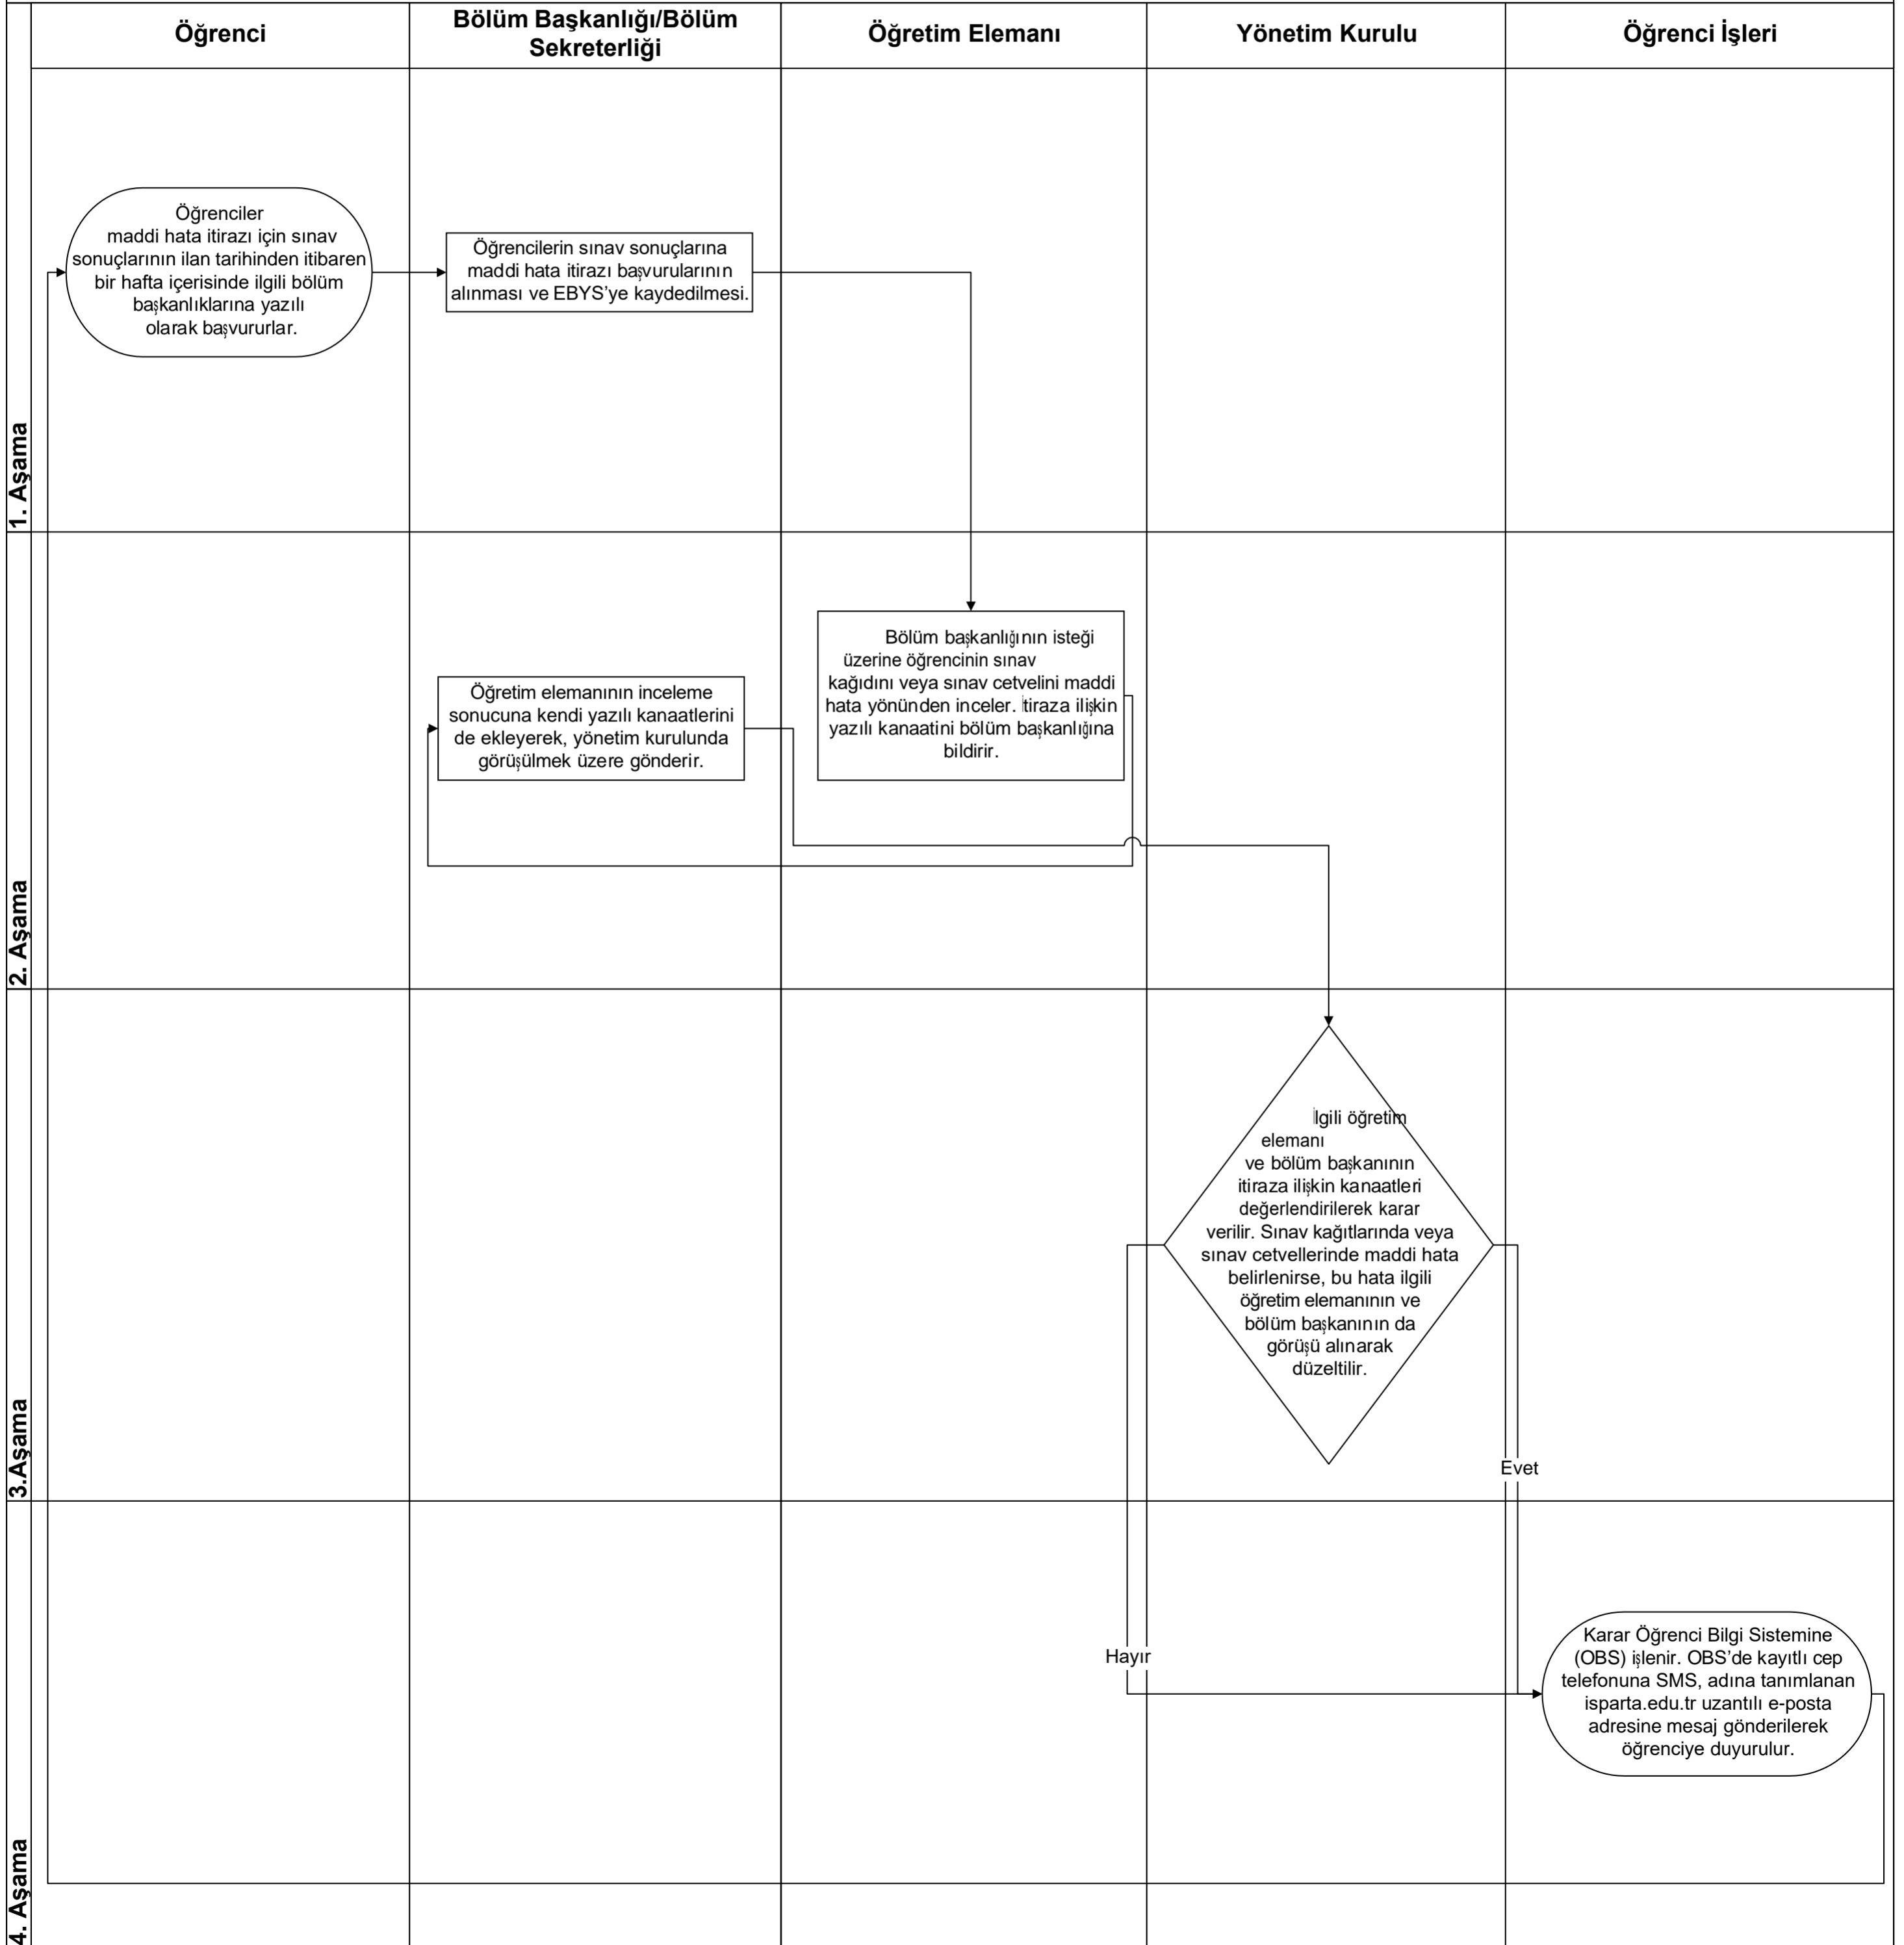 Öğrenci
Bölüm Başkanlığı/Bölüm
Sekreterliği
Öğretim Elemanı
Yönetim Kurulu
Öğrenci İşleri
1. Aşama
Öğrenciler
maddi hata itirazı için sınav
sonuçlarının ilan tarihinden itibaren
bir hafta içerisinde ilgili bölüm
başkanlıklarına yazılı
olarak başvururlar.
Öğrencilerin sınav sonuçlarına
maddi hata itirazı başvurularının
alınması ve EBYS’ye kaydedilmesi.
2. Aşama
Öğretim elemanının inceleme
sonucuna kendi yazılı kanaatlerini
de ekleyerek, yönetim kurulunda
görüşülmek üzere gönderir.
Bölüm başkanlığının isteği
üzerine öğrencinin sınav
kağıdını veya sınav cetvelini maddi
hata yönünden inceler. İtiraza ilişkin
yazılı kanaatini bölüm başkanlığına
bildirir.
3.Aşama
İlgili öğretim
elemanı
ve bölüm başkanının
itiraza ilişkin kanaatleri
değerlendirilerek karar
verilir. Sınav kağıtlarında veya
sınav cetvellerinde maddi hata
belirlenirse, bu hata ilgili
öğretim elemanının ve
bölüm başkanının da
görüşü alınarak
düzeltilir.
Evet
4. Aşama
Hayır
Karar Öğrenci Bilgi Sistemine
(OBS) işlenir. OBS’de kayıtlı cep
telefonuna SMS, adına tanımlanan
isparta.edu.tr uzantılı e-posta
adresine mesaj gönderilerek
öğrenciye duyurulur.